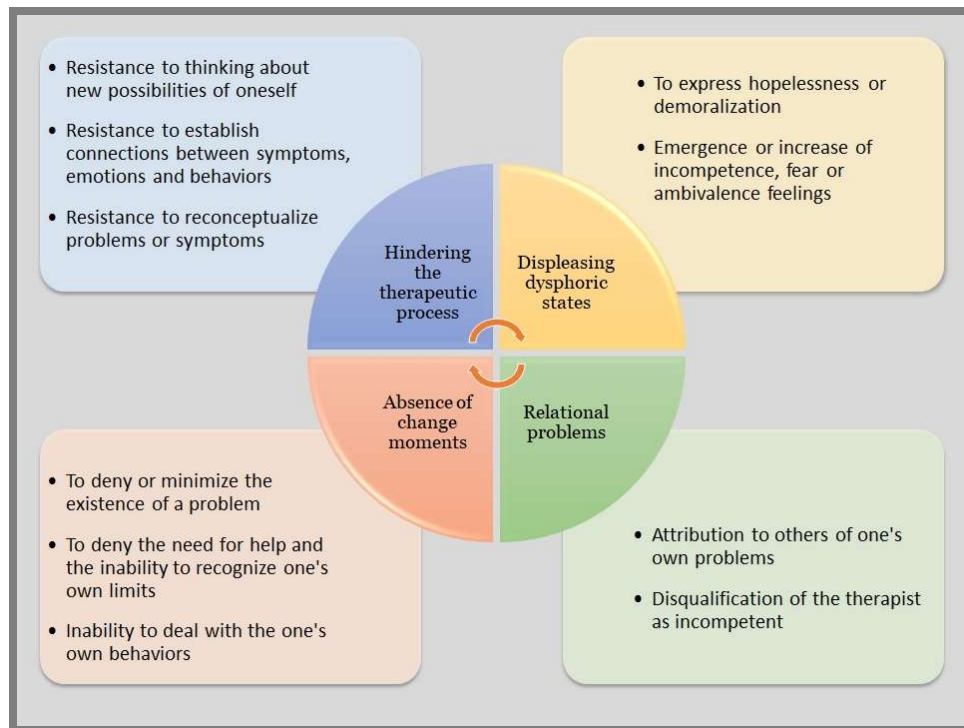 • Resistance to thinking about
new possibilities of oneself
• Resistance to establish
connections between symptoms,
emotions and behaviors
• Resistance to reconceptualize
problems or symptoms
• To express hopelessness or
demoralization
• Emergence or increase of
incompetence, fear or
ambivalence feelings
Hindering
the
therapeutic
process
Displeasing
dysphoric
states
Absence of
change
moments
Relational
problems
• To deny or minimize the
existence of a problem
• To deny the need for help and
the inability to recognize one's
own limits
• Inability to deal with the one's
own behaviors
• Attribution to others of one's
own problems
• Disqualification of the therapist
as incompetent